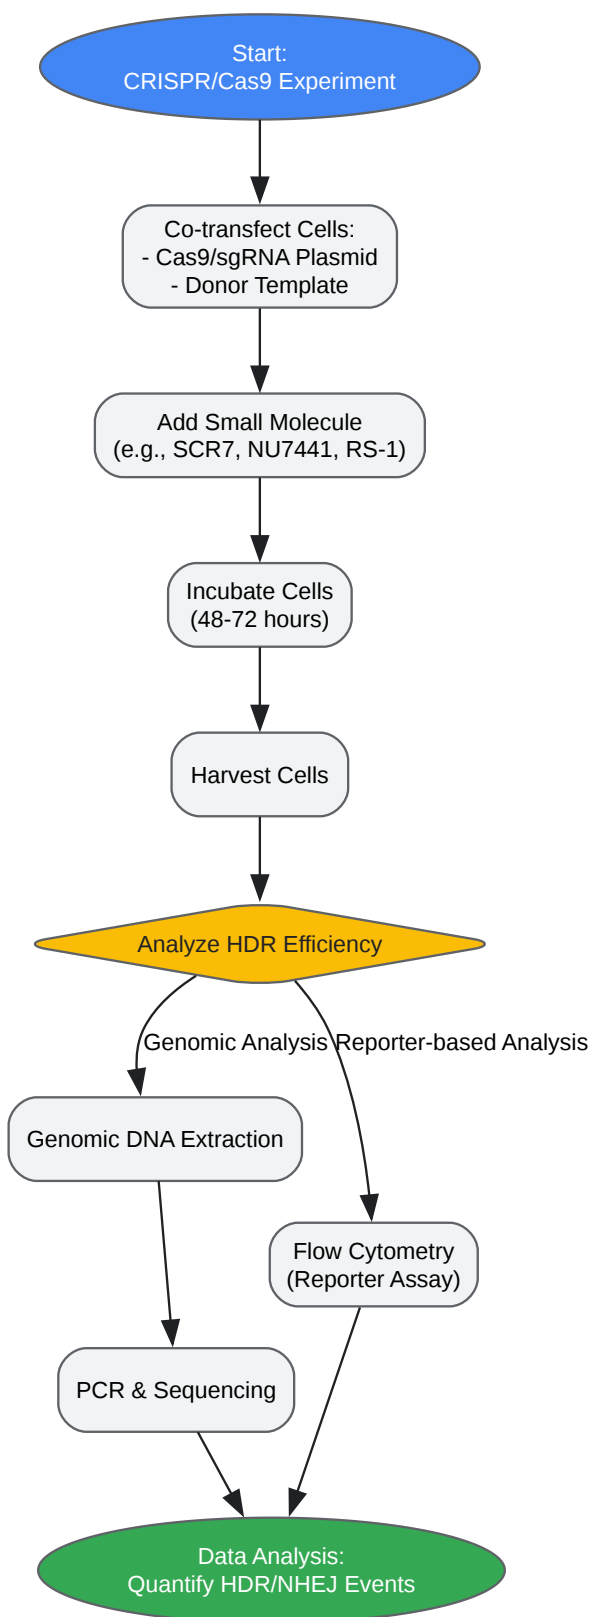 Start:
CRISPR/Cas9 Experiment
Co-transfect Cells:
- Cas9/sgRNA Plasmid
- Donor Template
Add Small Molecule
(e.g., SCR7, NU7441, RS-1)
Incubate Cells
(48-72 hours)
Harvest Cells
Analyze HDR Efficiency
Genomic Analysis
Reporter-based Analysis
Genomic DNA Extraction
Flow Cytometry
(Reporter Assay)
PCR & Sequencing
Data Analysis:
Quantify HDR/NHEJ Events